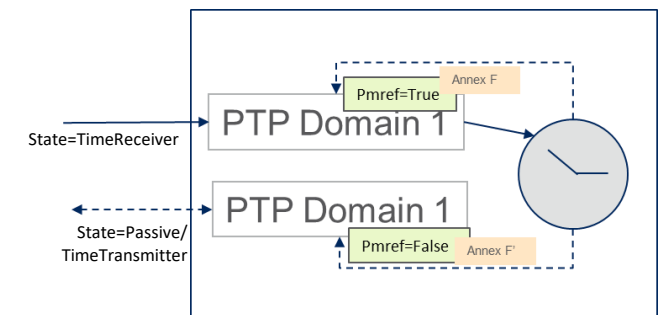 Annex F
Pmref=True
PTP Domain 1
State=TimeReceiver
PTP Domain 1
State=Passive/
TimeTransmitter
Pmref=False
Annex F'